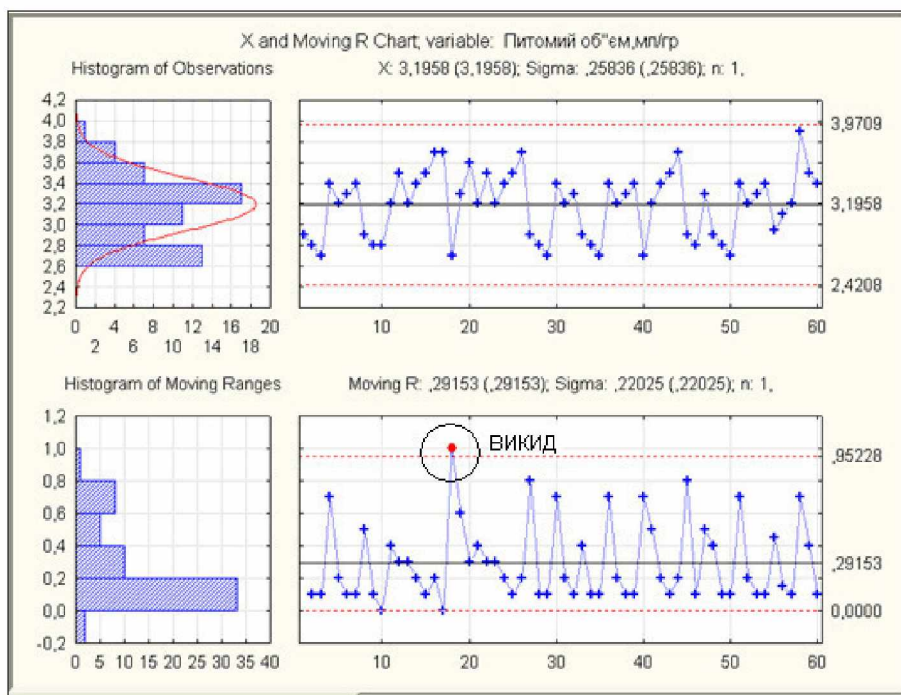 X and Moving R Chart; variable: Питомий об"єм,мл/гр
Histogram of Observations
X: 3,1958 (3,1958); Sigma: ,25836 (,25836); n: 1,
4,2
4,0
3,8
3,6
3,4
3,2
3,0
2,8
2,6
2,4
2,2
0 4 8 12 16 20
2 6 10 14 18
3,9709
3,1958
2,4208
10 20 30 40 50 60
Histogram of Moving Ranges
Moving R: ,29153 (,29153); Sigma: ,22025 (,22025); n: 1,
1,2
1,0
0,8
0,6
0,4
0,2
0,0
-0,2
0 5 10 15 20 25 30 35 40
ВИКИД
,95228
,29153
0,0000
10 20 30 40 50 60